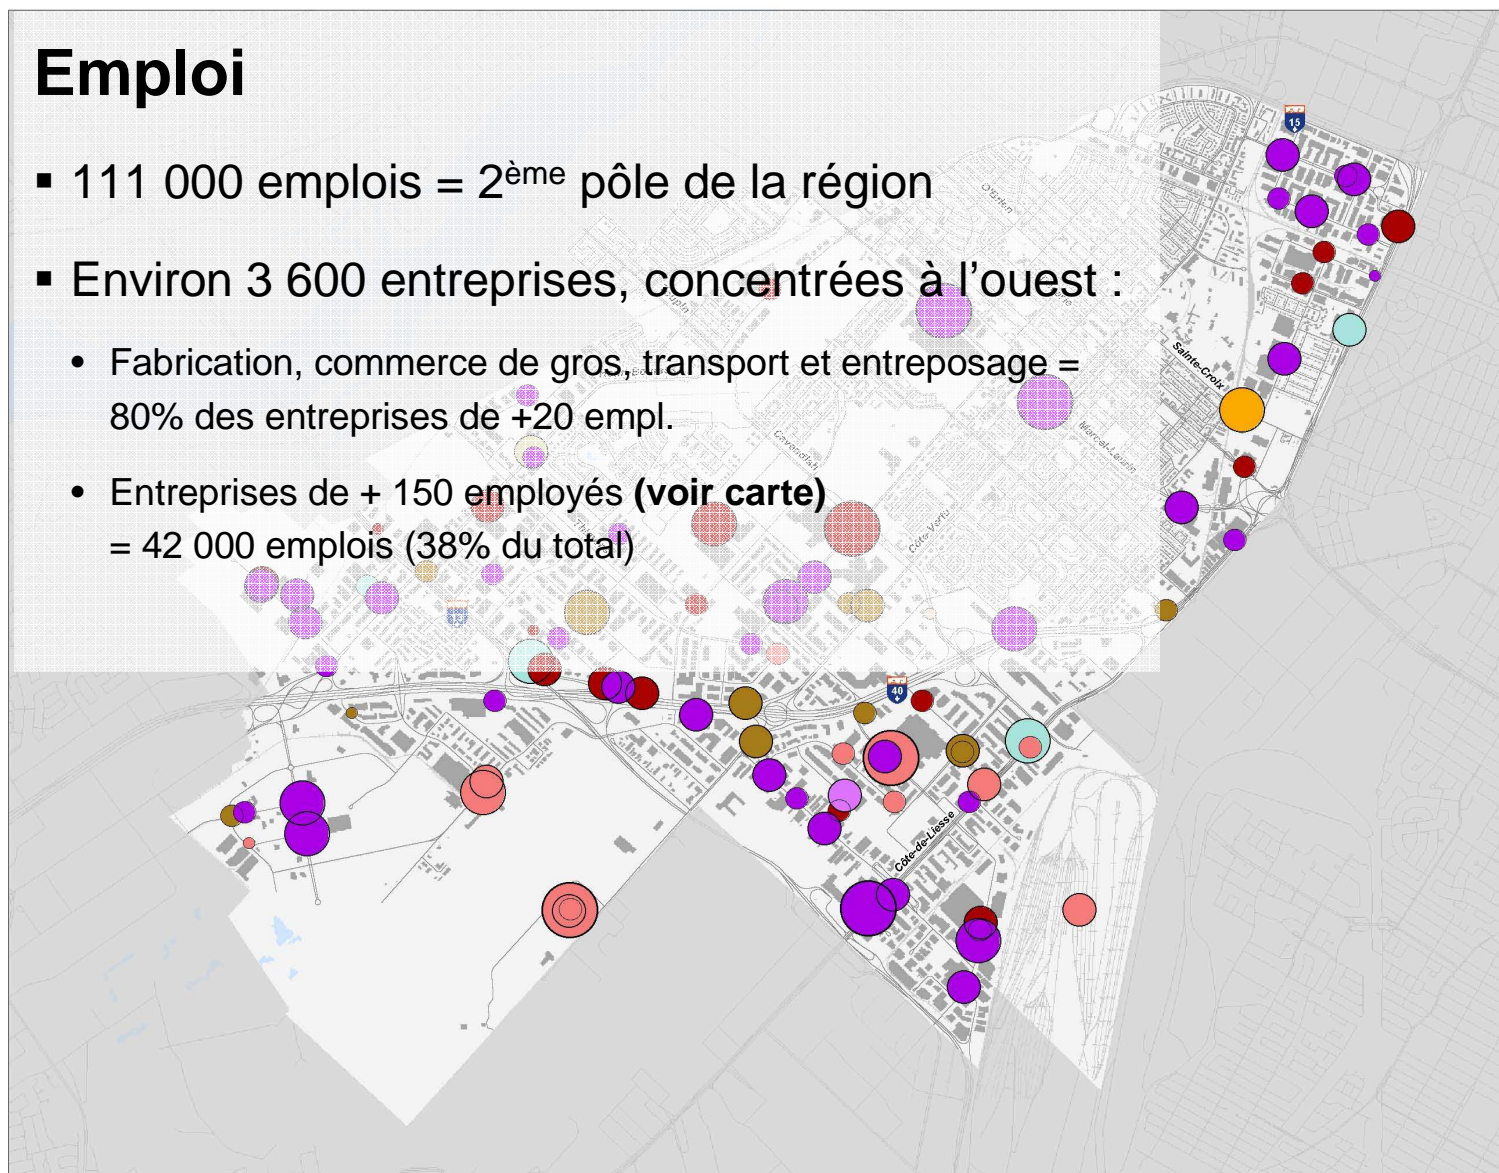 Emploi
▪ 111 000 emplois = 2ème pôle de la région
▪ Environ 3 600 entreprises, concentrées à l'ouest :
• Fabrication, commerce de gros, transport et entreposage =
80% des entreprises de +20 empl.
• Entreprises de + 150 employés (voir carte)
= 42 000 emplois (38% du total)
15
O'Brien
Sainte-Croix
Marcel-Laurin
Cavendish
Côte-Vertu
40
Côte-de-Liesse